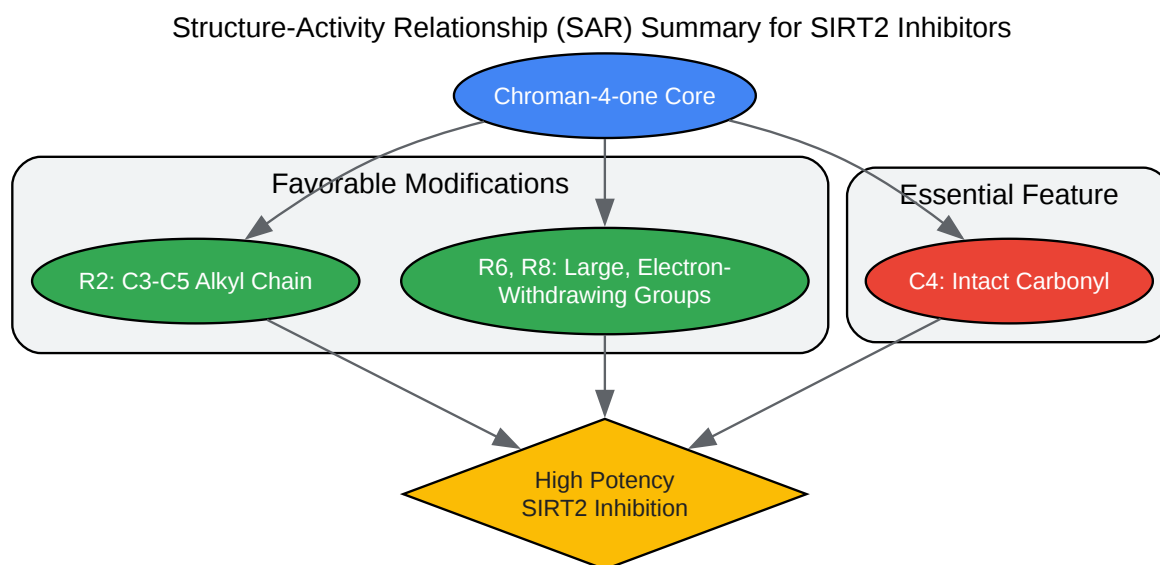 Structure-Activity Relationship (SAR) Summary for SIRT2 Inhibitors
Chroman-4-one Core
Favorable Modifications
Essential Feature
R2: C3-C5 Alkyl Chain
R6, R8: Large, Electron-
Withdrawing Groups
C4: Intact Carbonyl
High Potency
SIRT2 Inhibition